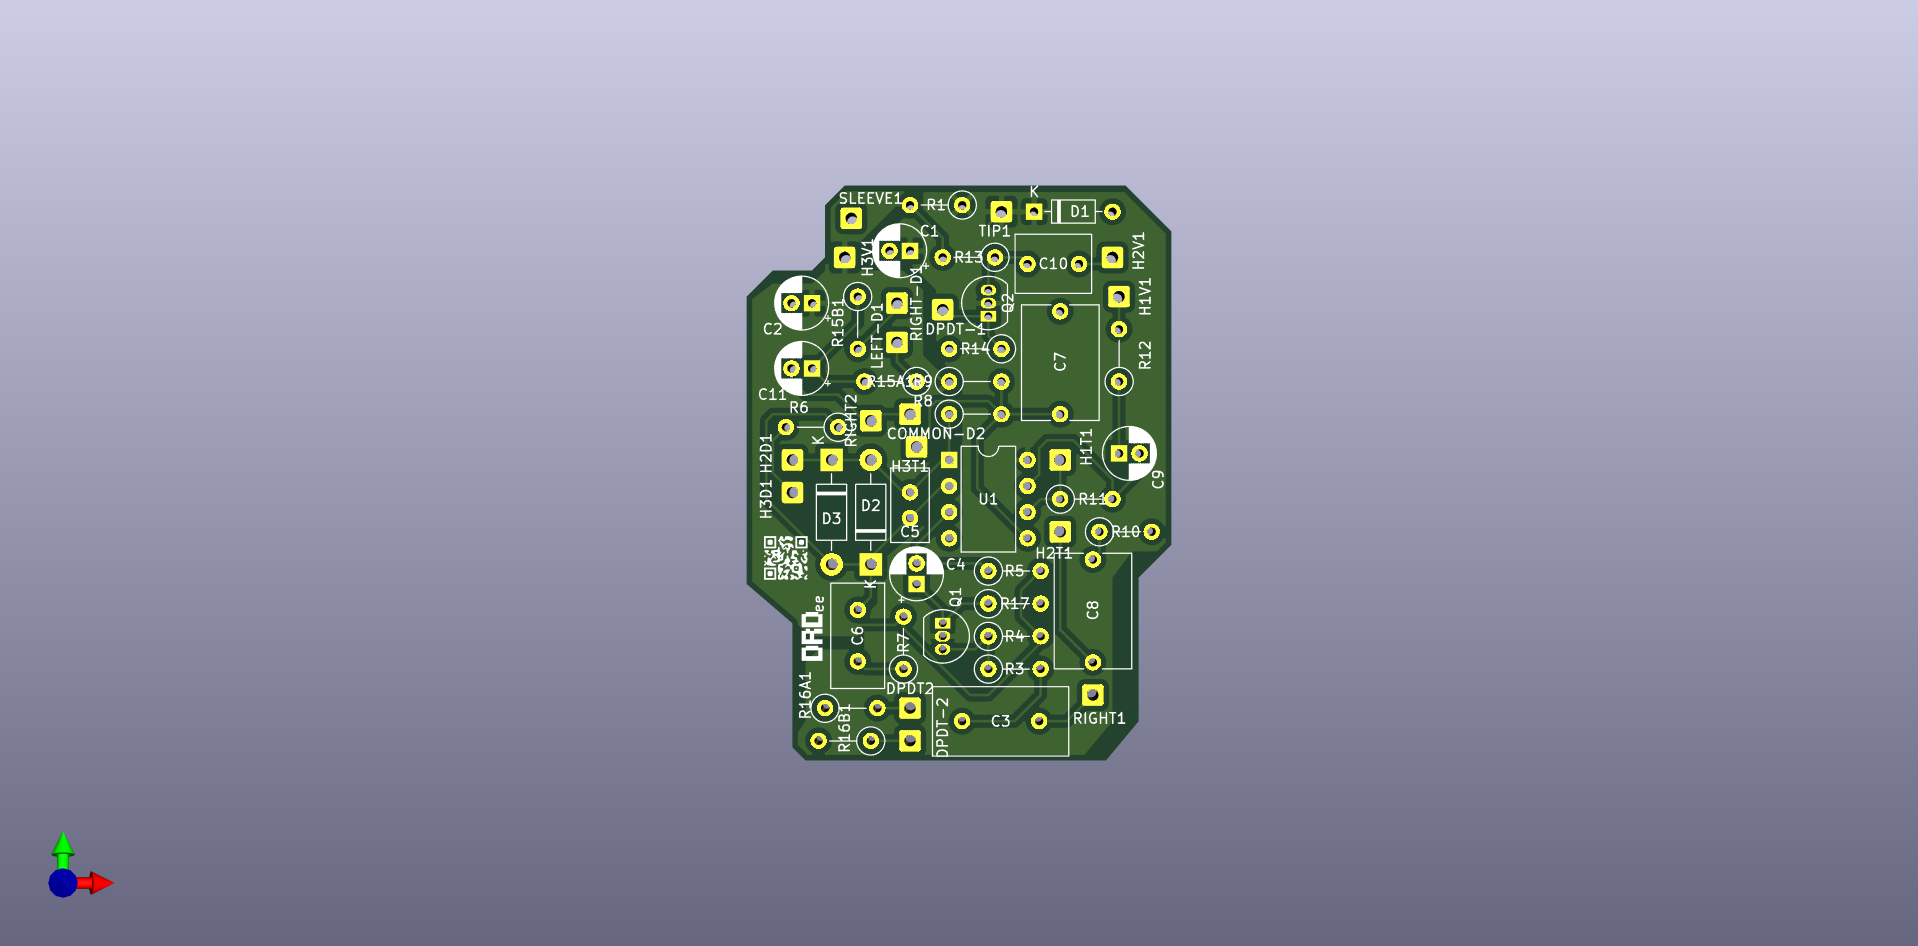 K
SLEEVE1
R1
D1
C1
TIP1
H3V1
R13
C10
H2V1
+
RIGHT-D1
H1V1
Q2
C2
+
R15B1
LEFT-D1
DPDT-1
R14
C7
R12
+
R15A1
R9
C11
R8
R6
RIGHT2
COMMON-D2
K
H2D1
H3T1
H1T1
C9
H3D1
D3
D2
U1
R11
C5
R10
H2T1
K
C4
R5
+
Q1
R17
C8
DRD
ee
C6
R7
R4
R3
R16A1
DPDT2
R16B1
DPDT-2
C3
RIGHT1